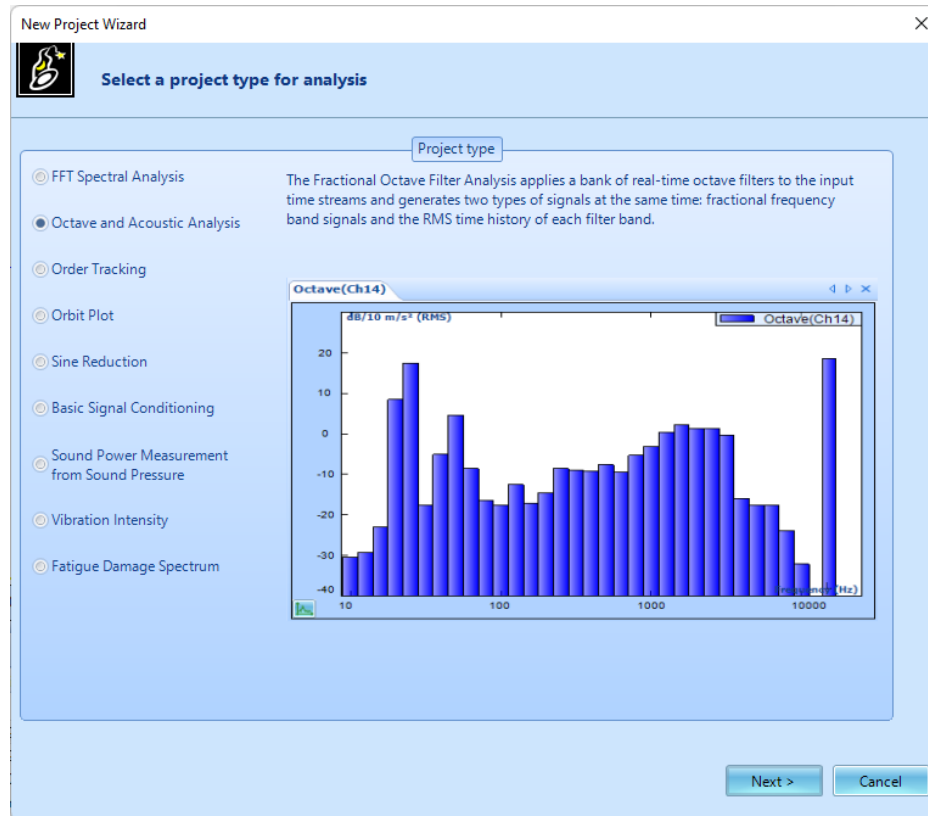 New Project Wizard
Select a project type for analysis
Project type
FFT Spectral Analysis
Octave and Acoustic Analysis
Order Tracking
Orbit Plot
Sine Reduction
Basic Signal Conditioning
Sound Power Measurement
from Sound Pressure
Vibration Intensity
Fatigue Damage Spectrum
The Fractional Octave Filter Analysis applies a bank of real-time octave filters to the input
time streams and generates two types of signals at the same time: fractional frequency
band signals and the RMS time history of each filter band.
Octave(Ch14)
dB/10 m/s² (RMS)
Octave(Ch14)
20
10
0
-10
-20
-30
-40
(Hz)
10
100
1000
10000
Next >
Cancel